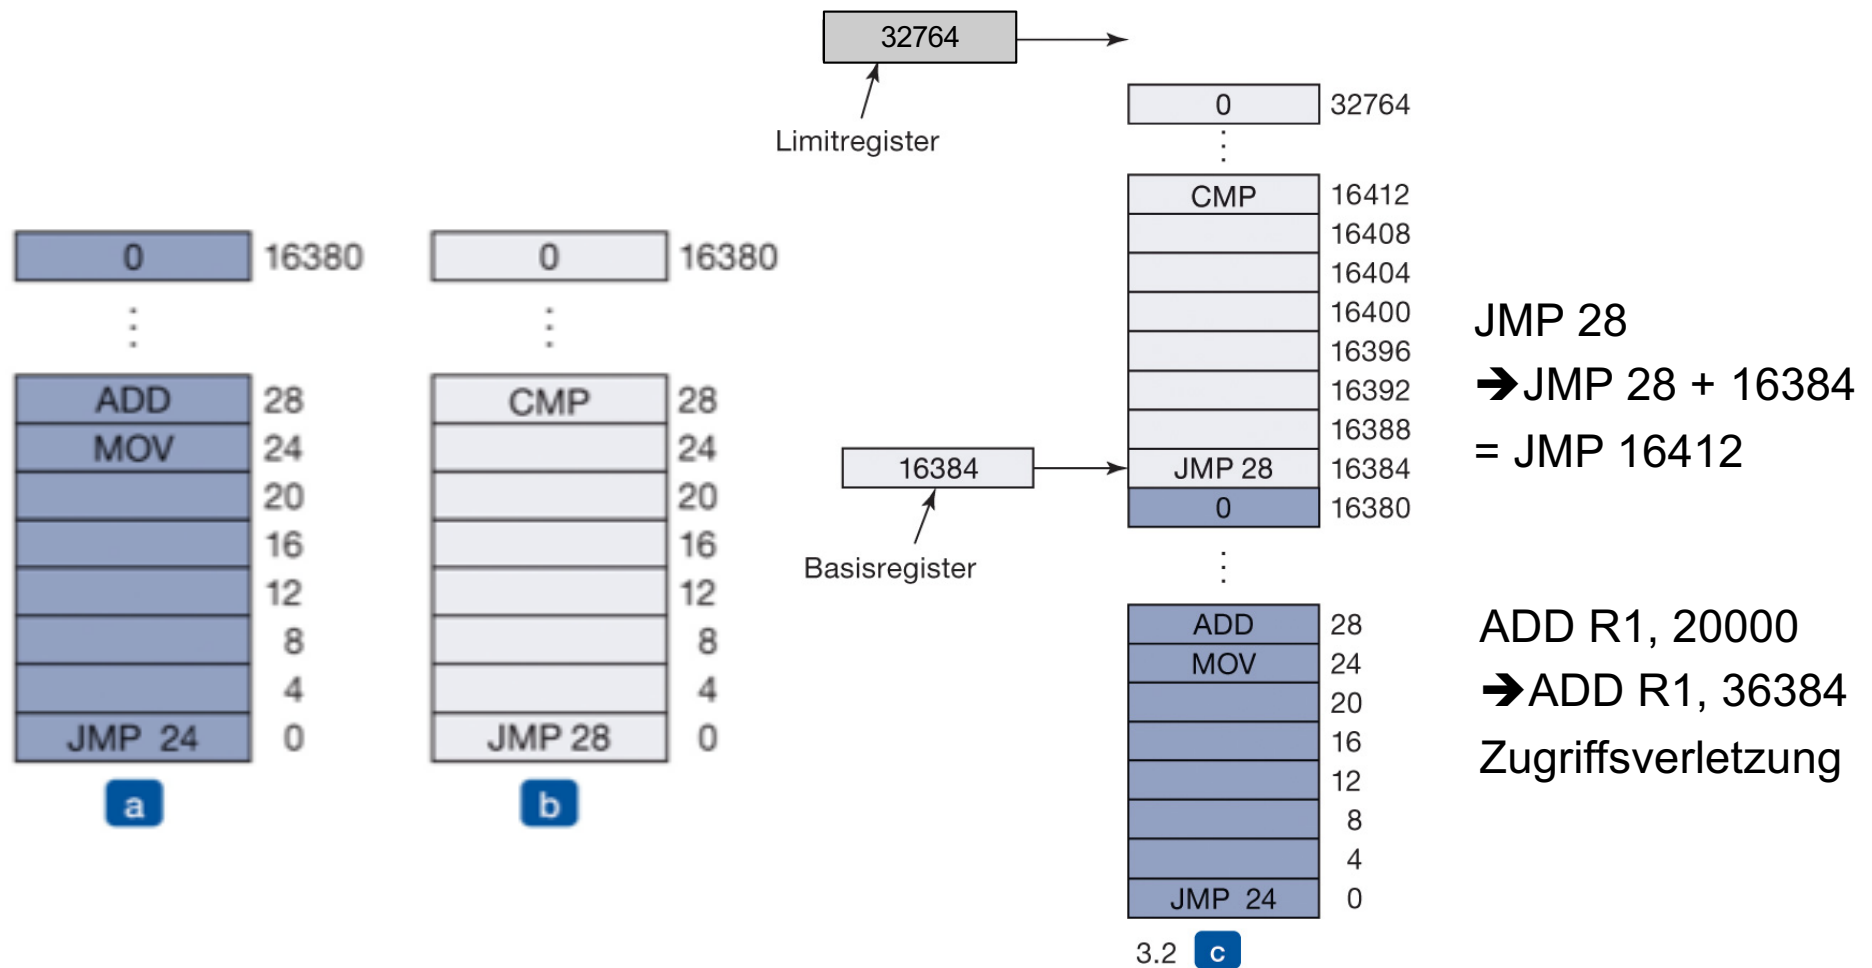 32764
Limitregister
0 16380
ADD 28
MOV 24
20
16
12
8
4
JMP 24 0
a
0 16380
CMP 28
24
20
16
12
8
4
JMP 28 0
b
0 32764
CMP 16412
16408
16404
16400
16396
16392
16388
16384 JMP 28 16384
Basisregister
0 16380
ADD 28
MOV 24
20
16
12
8
4
JMP 24 0
3.2 c
JMP 28
➔JMP 28 + 16384
= JMP 16412
ADD R1, 20000
➔ADD R1, 36384
Zugriffsverletzung